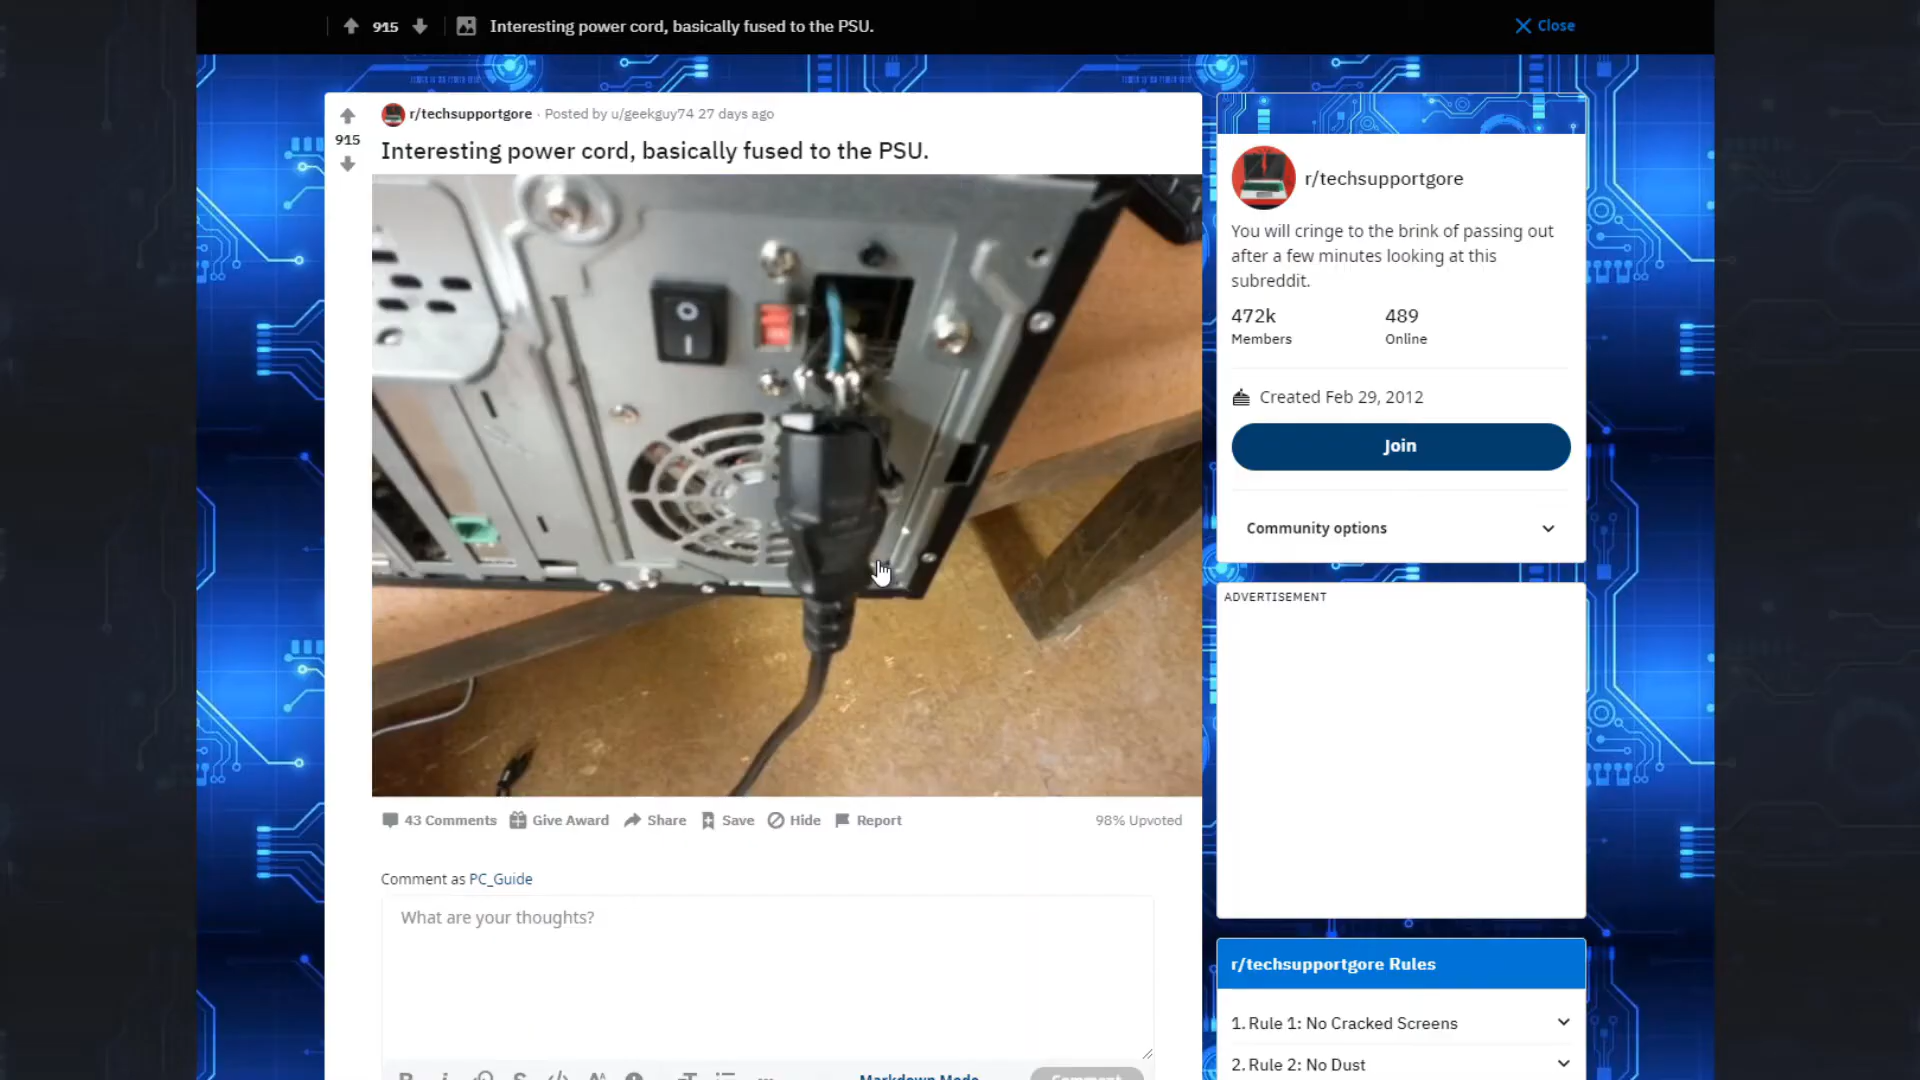 915
Interesting power cord, basically fused to the PSU.
Close
r/techsupportgore · Posted by u/geekguy74 27 days ago
915
Interesting power cord, basically fused to the PSU.
43 Comments
Give Award
Share
Save
Hide
Report
98% Upvoted
Comment as PC_Guide
What are your thoughts?
Markdown Mode
Comment
r/techsupportgore
You will cringe to the brink of passing out
after a few minutes looking at this
subreddit.
472k
489
Members
Online
Created Feb 29, 2012
Join
Community options
ADVERTISEMENT
r/techsupportgore Rules
1. Rule 1: No Cracked Screens
2. Rule 2: No Dust